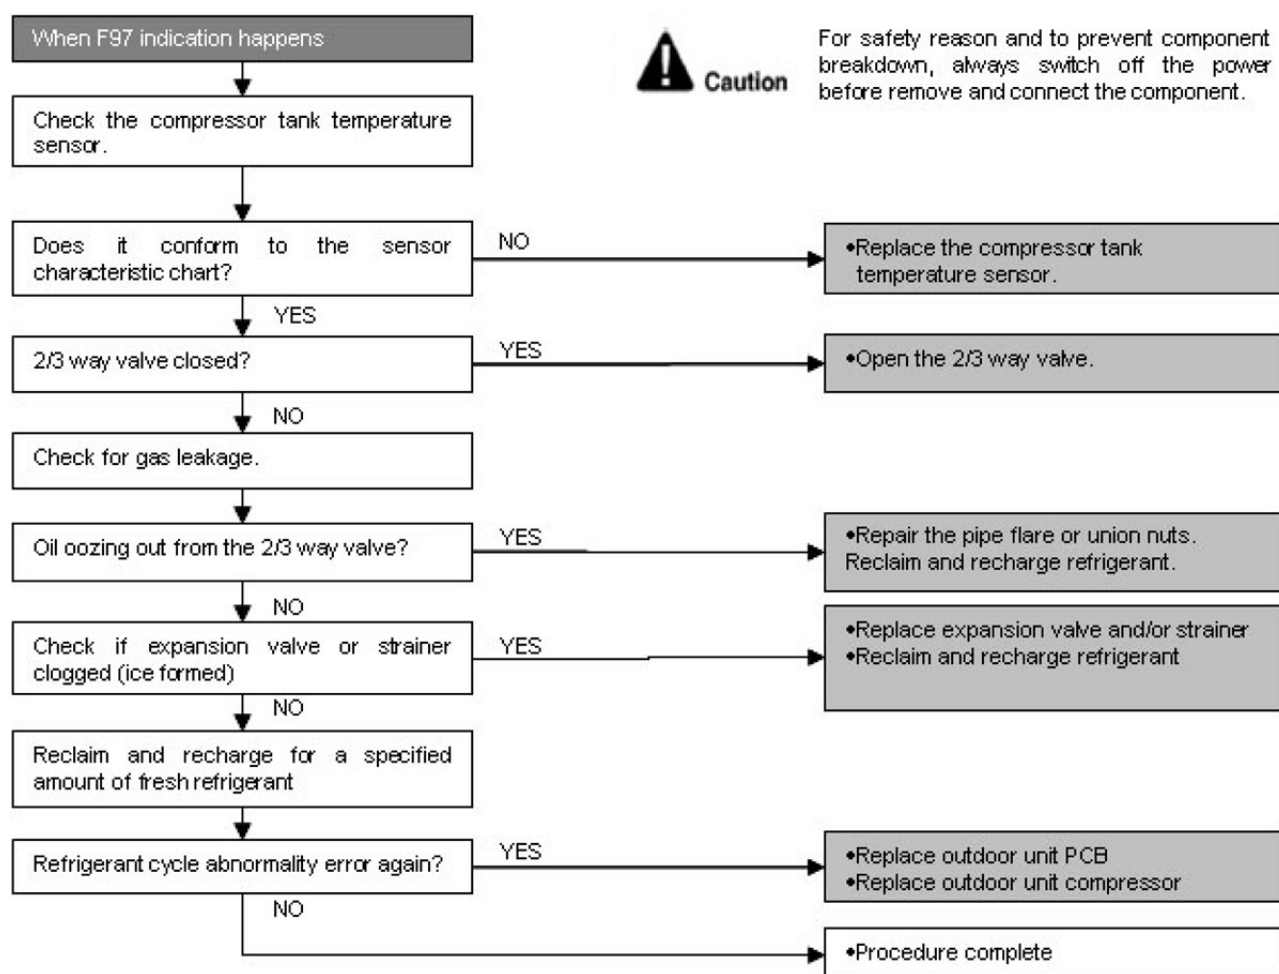 When F97 indication happens
For safety reason and to prevent component
breakdown, always switch off the power
before remove and connect the component.
Caution
Check the compressor tank temperature
sensor.
Does it conform to the sensor
characteristic chart?
NO
•Replace the compressor tank
temperature sensor.
YES
2/3 way valve closed?
YES
•Open the 2/3 way valve.
NO
Check for gas leakage.
Oil oozing out from the 2/3 way valve?
YES
•Repair the pipe flare or union nuts.
Reclaim and recharge refrigerant.
NO
Check if expansion valve or strainer
clogged (ice formed)
YES
•Replace expansion valve and/or strainer
•Reclaim and recharge refrigerant
NO
Reclaim and recharge for a specified
amount of fresh refrigerant
Refrigerant cycle abnormality error again?
YES
•Replace outdoor unit PCB
•Replace outdoor unit compressor
NO
•Procedure complete